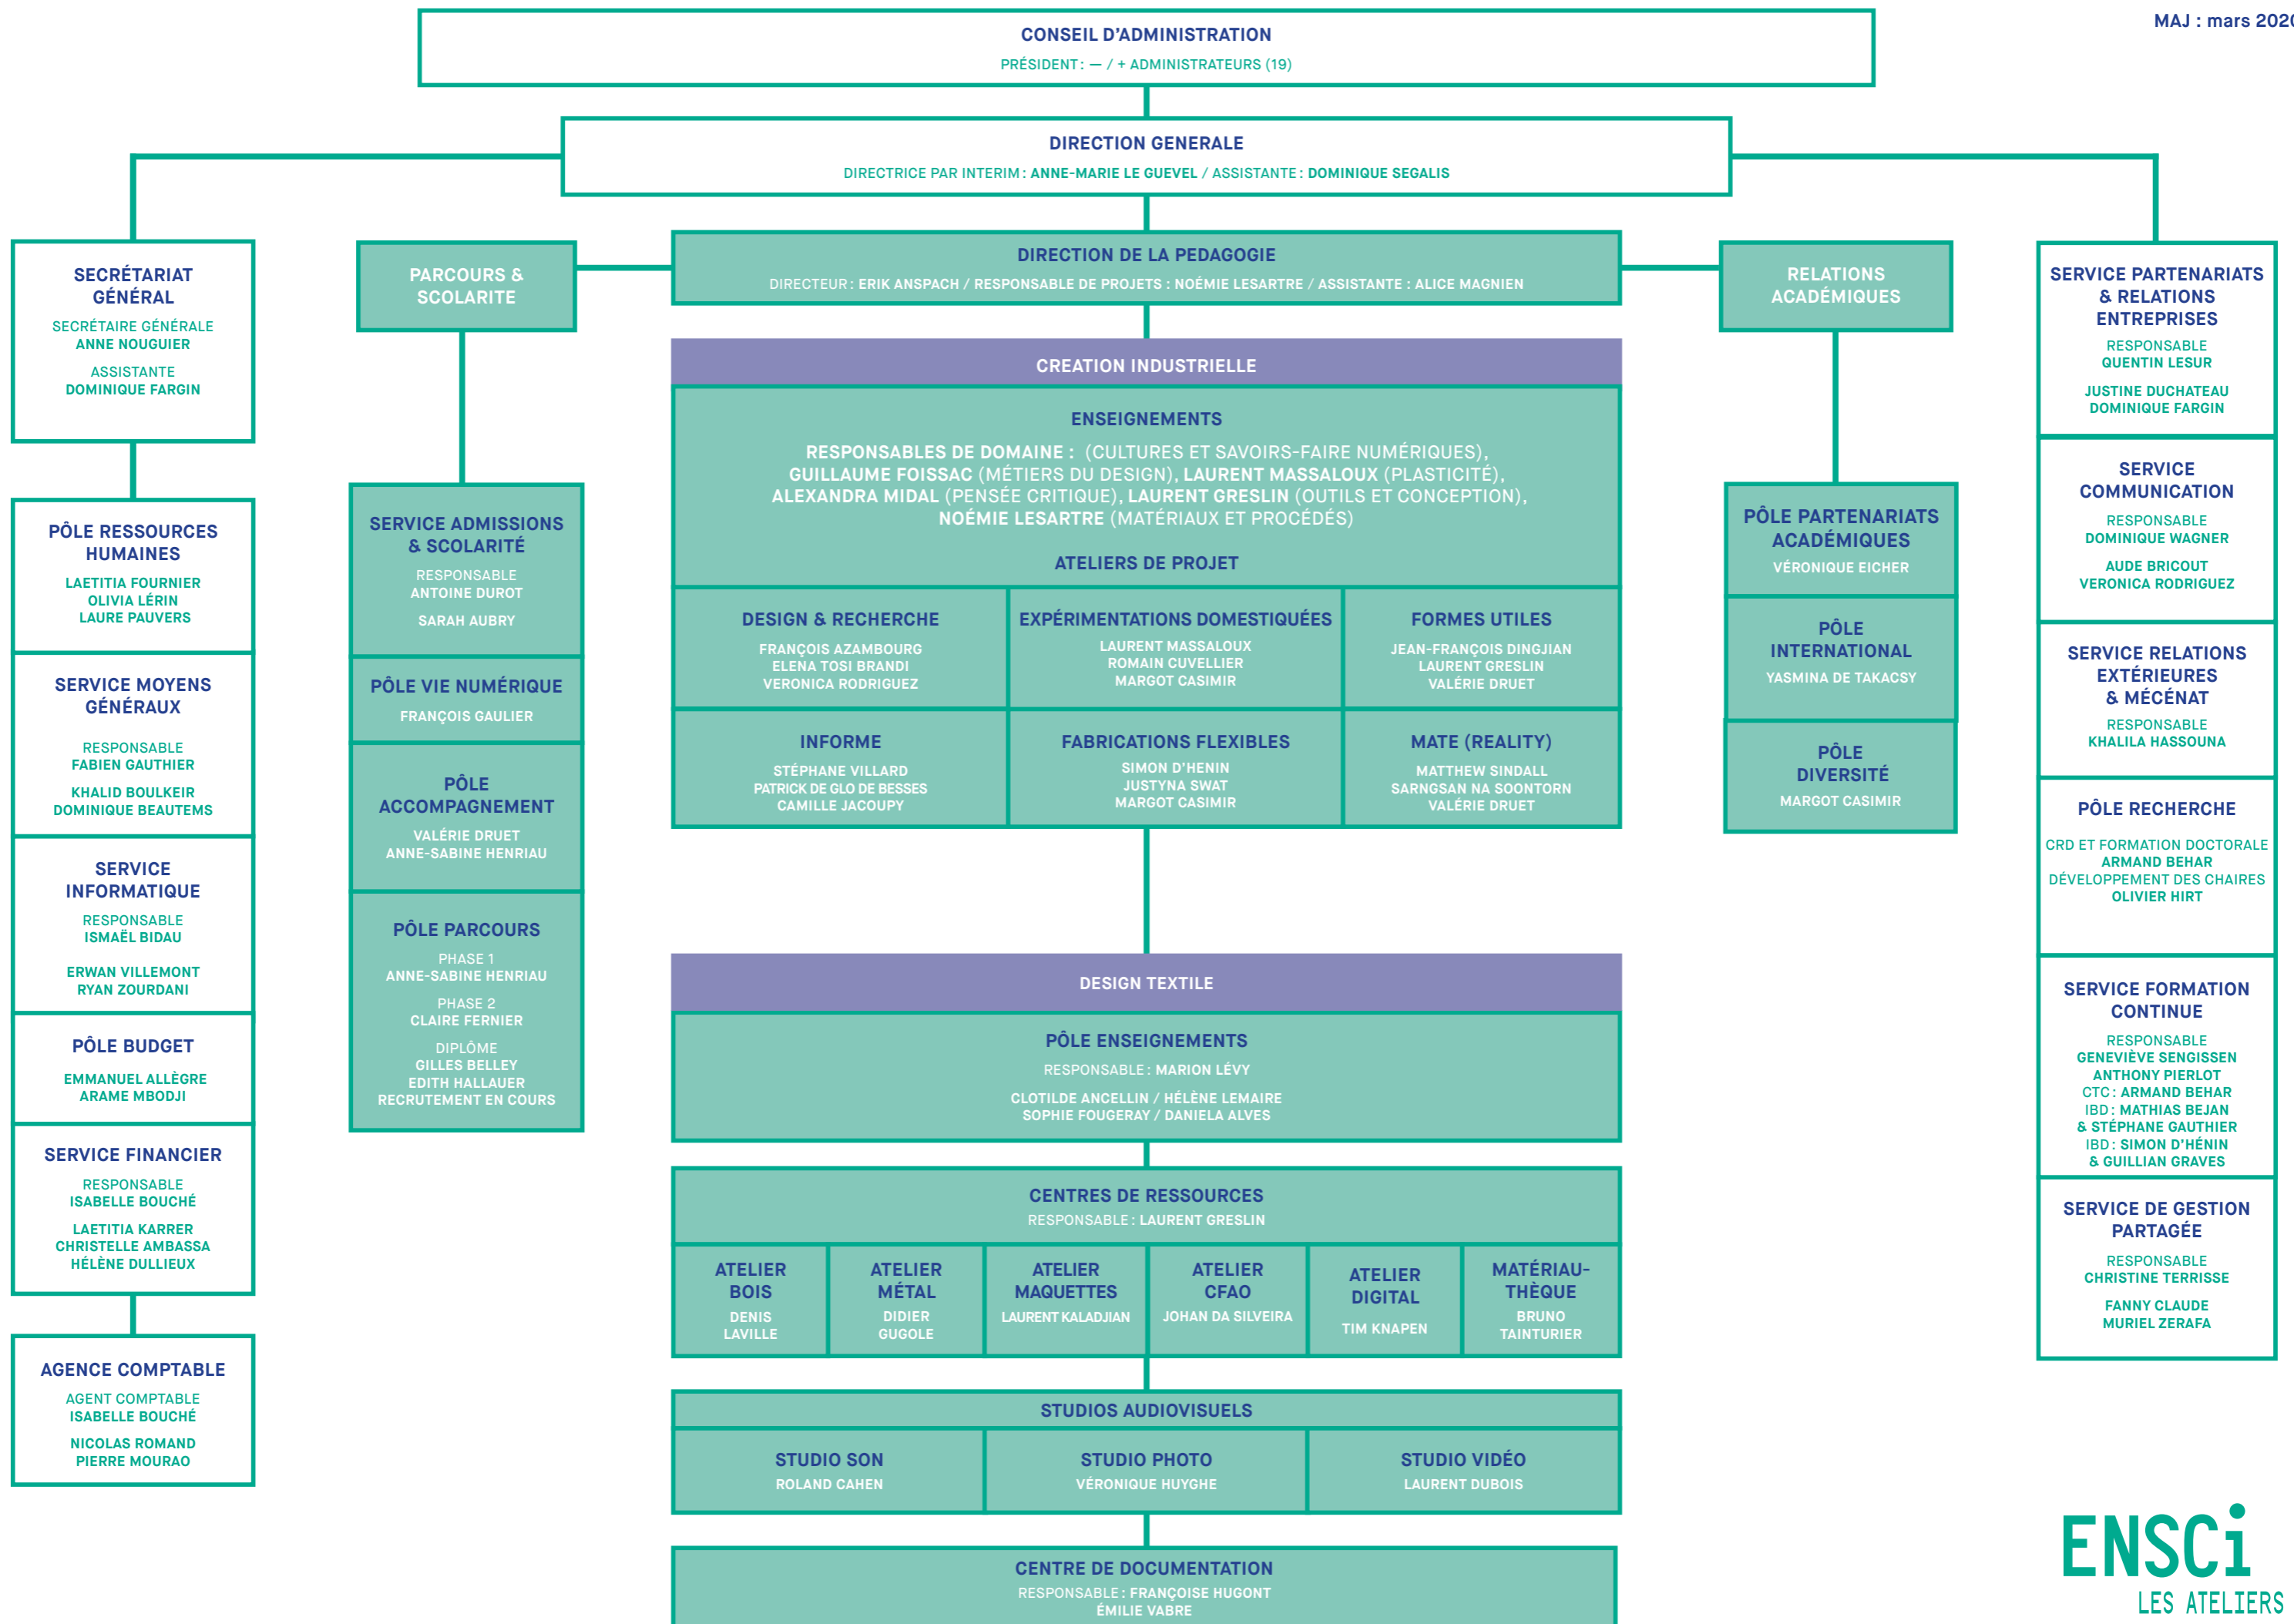 MAJ : mars 2020
CONSEIL D'ADMINISTRATION
PRÉSIDENT : — / + ADMINISTRATEURS (19)
DIRECTION GENERALE
DIRECTRICE PAR INTERIM : ANNE-MARIE LE GUEVEL / ASSISTANTE : DOMINIQUE SEGALIS
SECRÉTARIAT
GÉNÉRAL
SECRÉTAIRE GÉNÉRALE
ANNE NOUGUIER
ASSISTANTE
DOMINIQUE FARGIN
PÔLE RESSOURCES
HUMAINES
LAETITIA FOURNIER
OLIVIA LÉRIN
LAURE PAUVERS
SERVICE MOYENS
GÉNÉRAUX
RESPONSABLE
FABIEN GAUTHIER
KHALID BOULKEIR
DOMINIQUE BEAUTEMS
SERVICE
INFORMATIQUE
RESPONSABLE
ISMAËL BIDAU
ERWAN VILLEMONT
RYAN ZOURDANI
PÔLE BUDGET
EMMANUEL ALLÈGRE
ARAME MBODJI
SERVICE FINANCIER
RESPONSABLE
ISABELLE BOUCHÉ
LAETITIA KARRER
CHRISTELLE AMBASSA
HÉLÈNE DULLIEUX
AGENCE COMPTABLE
AGENT COMPTABLE
ISABELLE BOUCHÉ
NICOLAS ROMAND
PIERRE MOURAO
PARCOURS &
SCOLARITE
SERVICE ADMISSIONS
& SCOLARITÉ
RESPONSABLE
ANTOINE DUROT
SARAH AUBRY
PÔLE VIE NUMÉRIQUE
FRANÇOIS GAULIER
PÔLE
ACCOMPAGNEMENT
VALÉRIE DRUET
ANNE-SABINE HENRIAU
PÔLE PARCOURS
PHASE 1
ANNE-SABINE HENRIAU
PHASE 2
CLAIRE FERNIER
DIPLÔME
GILLES BELLEY
EDITH HALLAUER
RECRUTEMENT EN COURS
DIRECTION DE LA PEDAGOGIE
DIRECTEUR : ERIK ANSPACH / RESPONSABLE DE PROJETS : NOÉMIE LESARTRE / ASSISTANTE : ALICE MAGNIEN
CREATION INDUSTRIELLE
ENSEIGNEMENTS
RESPONSABLES DE DOMAINE : (CULTURES ET SAVOIRS-FAIRE NUMÉRIQUES),
GUILLAUME FOISSAC (MÉTIERS DU DESIGN), LAURENT MASSALOUX (PLASTICITÉ),
ALEXANDRA MIDAL (PENSÉE CRITIQUE), LAURENT GRESLIN (OUTILS ET CONCEPTION),
NOÉMIE LESARTRE (MATÉRIAUX ET PROCÉDÉS)
ATELIERS DE PROJET
DESIGN & RECHERCHE
FRANÇOIS AZAMBOURG
ELENA TOSI BRANDI
VERONICA RODRIGUEZ
EXPÉRIMENTATIONS DOMESTIQUÉES
LAURENT MASSALOUX
ROMAIN CUVELLIER
MARGOT CASIMIR
FORMES UTILES
JEAN-FRANÇOIS DINGJIAN
LAURENT GRESLIN
VALÉRIE DRUET
INFORME
STÉPHANE VILLARD
PATRICK DE GLO DE BESSES
CAMILLE JACOUPY
FABRICATIONS FLEXIBLES
SIMON D'HENIN
JUSTYNA SWAT
MARGOT CASIMIR
MATE (REALITY)
MATTHEW SINDALL
SARNGSAN NA SOONTORN
VALÉRIE DRUET
DESIGN TEXTILE
PÔLE ENSEIGNEMENTS
RESPONSABLE : MARION LÉVY
CLOTILDE ANCELLIN / HÉLÈNE LEMAIRE
SOPHIE FOUGERAY / DANIELA ALVES
CENTRES DE RESSOURCES
RESPONSABLE : LAURENT GRESLIN
ATELIER
BOIS
DENIS
LAVILLE
ATELIER
MÉTAL
DIDIER
GUGOLE
ATELIER
MAQUETTES
LAURENT KALADJIAN
ATELIER
CFAO
JOHAN DA SILVEIRA
ATELIER
DIGITAL
TIM KNAPEN
MATÉRIAU-
THÈQUE
BRUNO
TAINTURIER
STUDIOS AUDIOVISUELS
STUDIO SON
ROLAND CAHEN
STUDIO PHOTO
VÉRONIQUE HUYGHE
STUDIO VIDÉO
LAURENT DUBOIS
CENTRE DE DOCUMENTATION
RESPONSABLE : FRANÇOISE HUGONT
ÉMILIE VABRE
RELATIONS
ACADÉMIQUES
PÔLE PARTENARIATS
ACADÉMIQUES
VÉRONIQUE EICHER
PÔLE
INTERNATIONAL
YASMINA DE TAKACSY
PÔLE
DIVERSITÉ
MARGOT CASIMIR
SERVICE PARTENARIATS
& RELATIONS
ENTREPRISES
RESPONSABLE
QUENTIN LESUR
JUSTINE DUCHATEAU
DOMINIQUE FARGIN
SERVICE
COMMUNICATION
RESPONSABLE
DOMINIQUE WAGNER
AUDE BRICOUT
VERONICA RODRIGUEZ
SERVICE RELATIONS
EXTÉRIEURES
& MÉCÉNAT
RESPONSABLE
KHALILA HASSOUNA
PÔLE RECHERCHE
CRD ET FORMATION DOCTORALE
ARMAND BEHAR
DÉVELOPPEMENT DES CHAIRES
OLIVIER HIRT
SERVICE FORMATION
CONTINUE
RESPONSABLE
GENEVIÈVE SENGISSEN
ANTHONY PIERLOT
CTC : ARMAND BEHAR
IBD : MATHIAS BEJAN
& STÉPHANE GAUTHIER
IBD : SIMON D'HÉNIN
& GUILLIAN GRAVES
SERVICE DE GESTION
PARTAGÉE
RESPONSABLE
CHRISTINE TERRISSE
FANNY CLAUDE
MURIEL ZERAFA
ENSCi
LES ATELIERS